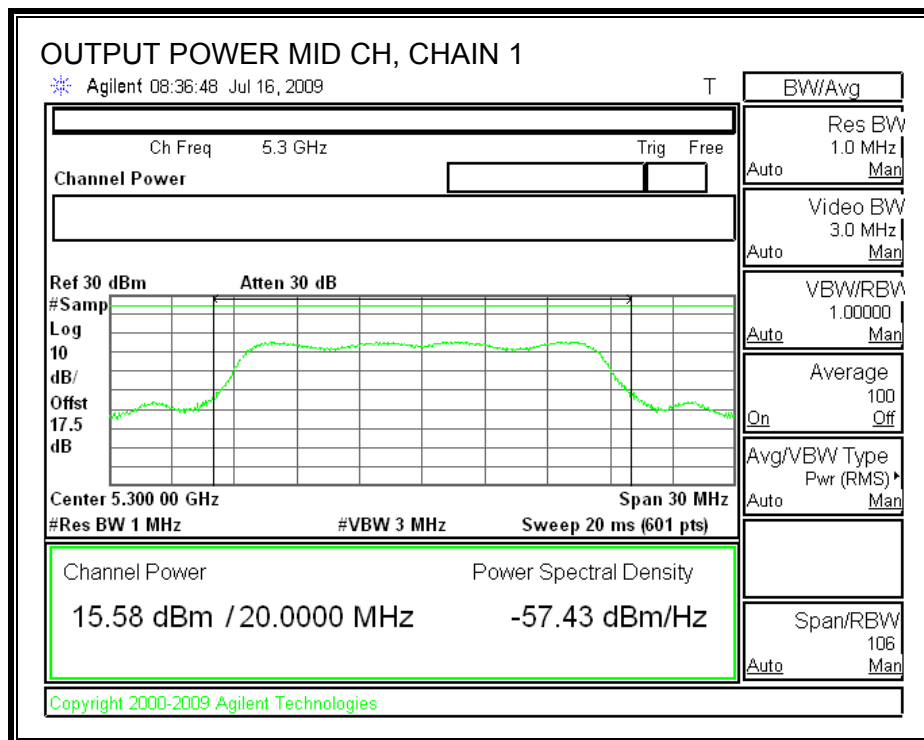 OUTPUT POWER MID CH, CHAIN 1
Agilent 08:36:48 Jul 16, 2009 T
Ch Freq 5.3 GHz Trig Free
Channel Power
Ref 30 dBm Atten 30 dB
#Samp
Log
10
dB/
Offst
17.5
dB
Center 5.300 00 GHz Span 30 MHz
#Res BW 1 MHz #VBW 3 MHz Sweep 20 ms (601 pts)
Channel Power Power Spectral Density
15.58 dBm / 20.0000 MHz -57.43 dBm/Hz
Copyright 2000-2009 Agilent Technologies
BW/Avg
Res BW
1.0 MHz
Auto Man
Video BW
3.0 MHz
Auto Man
VBW/RBW
1.00000
Auto Man
Average
100
On Off
Avg/VBW Type
Pwr (RMS)
Auto Man
Span/RBW
106
Auto Man